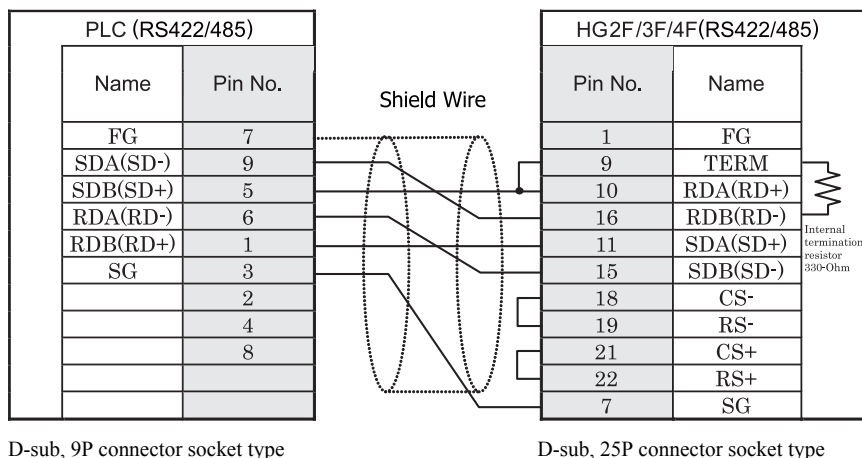 PLC (RS422/485)
Name Pin No.
FG 7
SDA(SD-) 9
SDB(SD+) 5
RDA(RD-) 6
RDB(RD+) 1
SG 3
2
4
8
Shield Wire
HG2F/3F/4F(RS422/485)
Pin No. Name
1 FG
9 TERM
10 RDA(RD+)
16 RDB(RD-)
11 SDA(SD+)
15 SDB(SD-)
18 CS-
19 RS-
21 CS+
22 RS+
7 SG
Internal
termination
resistor
330-Ohm
D-sub, 9P connector socket type
D-sub, 25P connector socket type